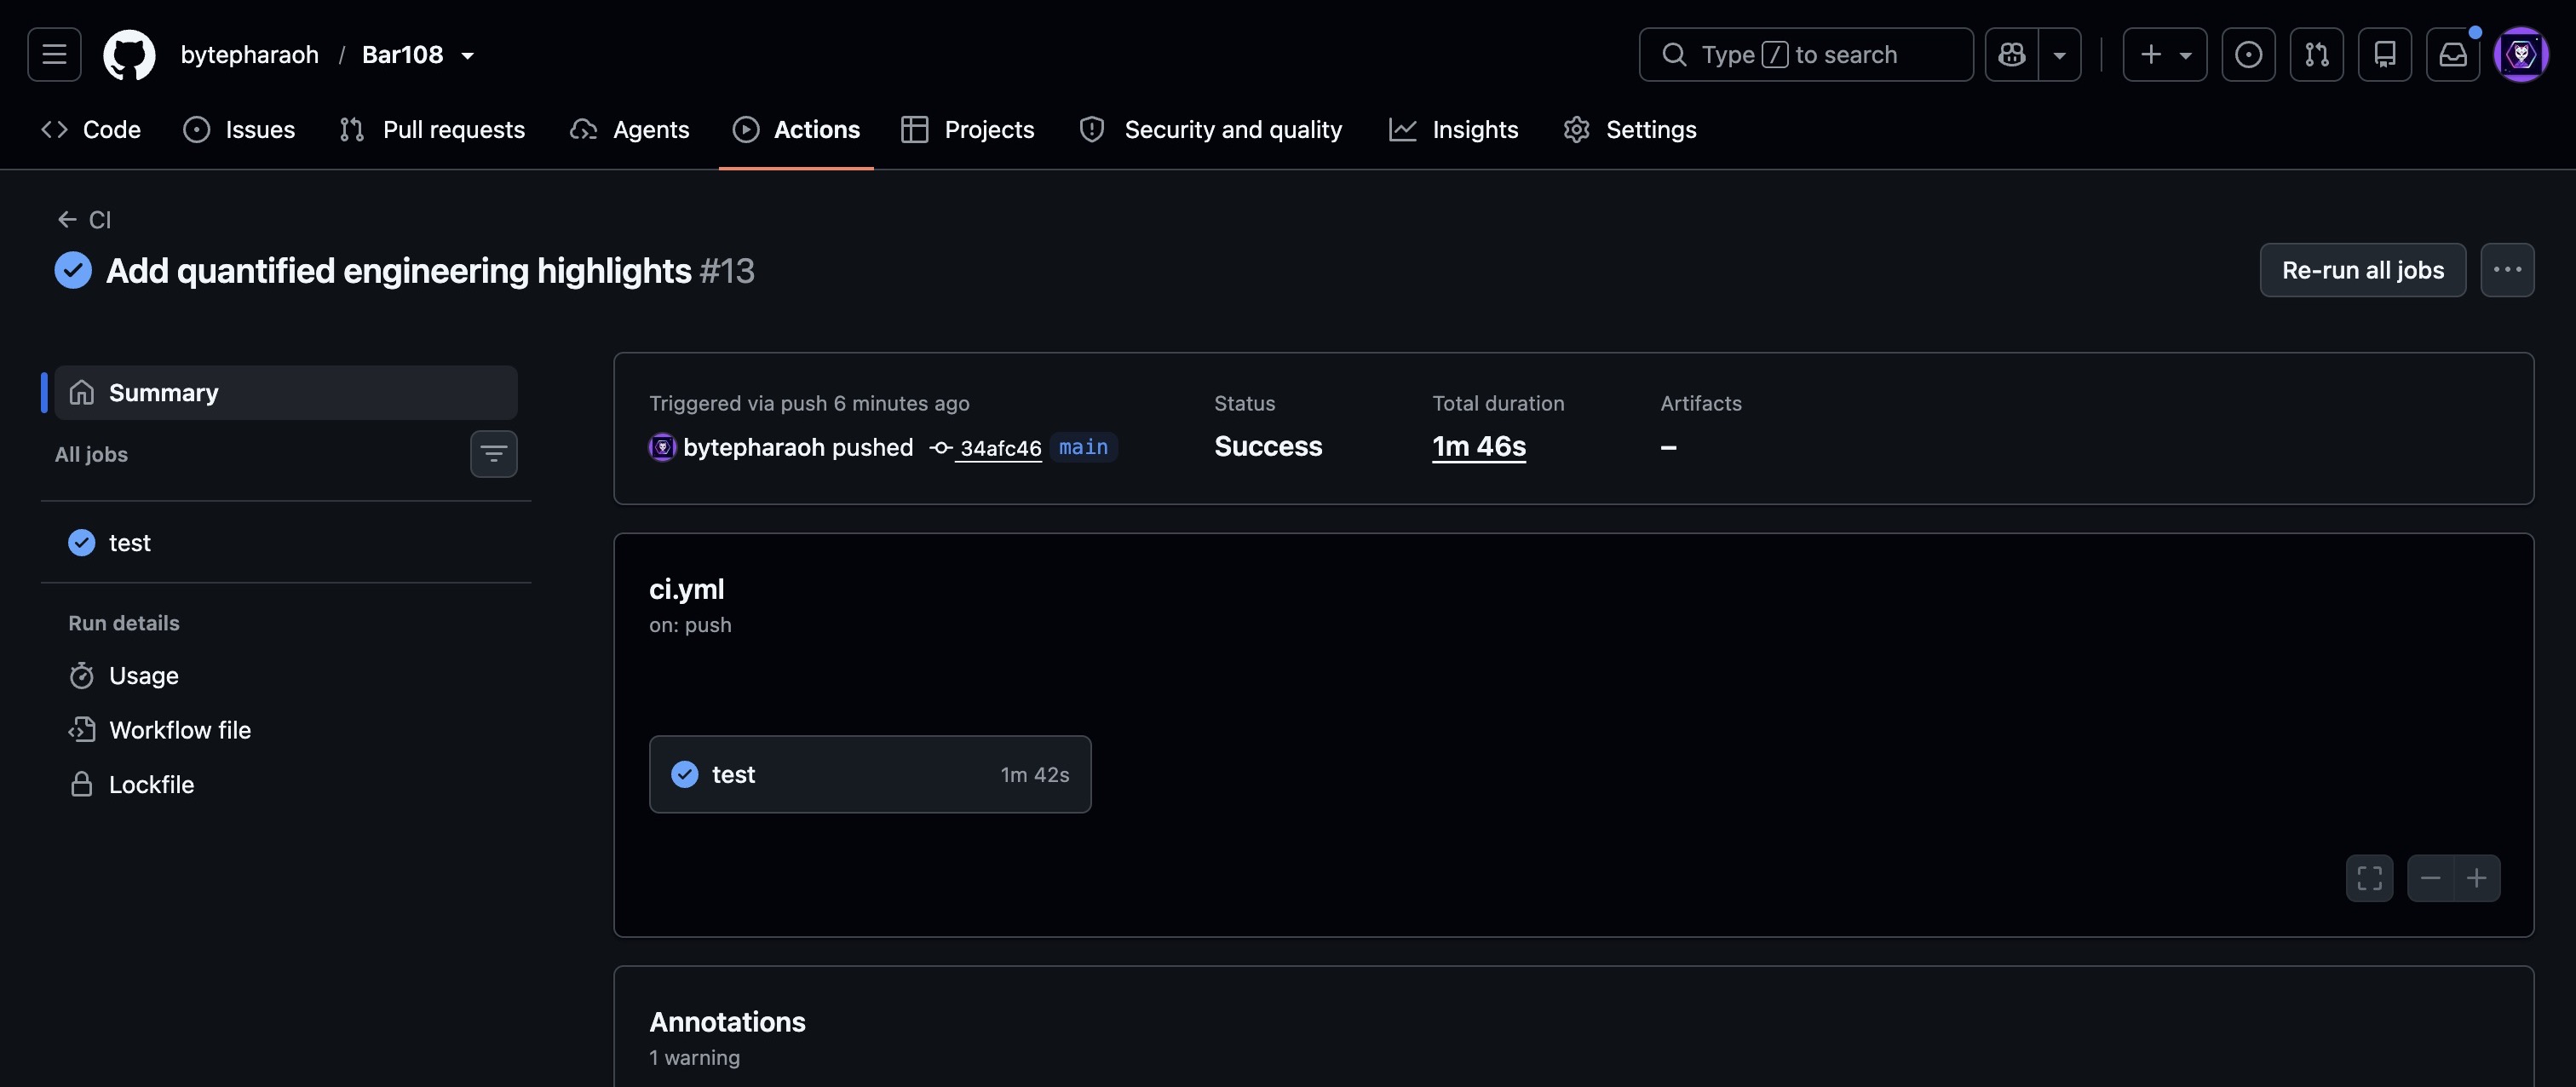 bytepharaoh / Bar108
Type / to search
Code Issues Pull requests Agents Actions Projects Security and quality Insights Settings
← CI
Add quantified engineering highlights #13
Re-run all jobs
Summary
All jobs
test
Run details
Usage
Workflow file
Lockfile
Triggered via push 6 minutes ago
bytepharaoh pushed 34afc46 main
Status
Success
Total duration
1m 46s
Artifacts
–
ci.yml
on: push
test 1m 42s
Annotations
1 warning